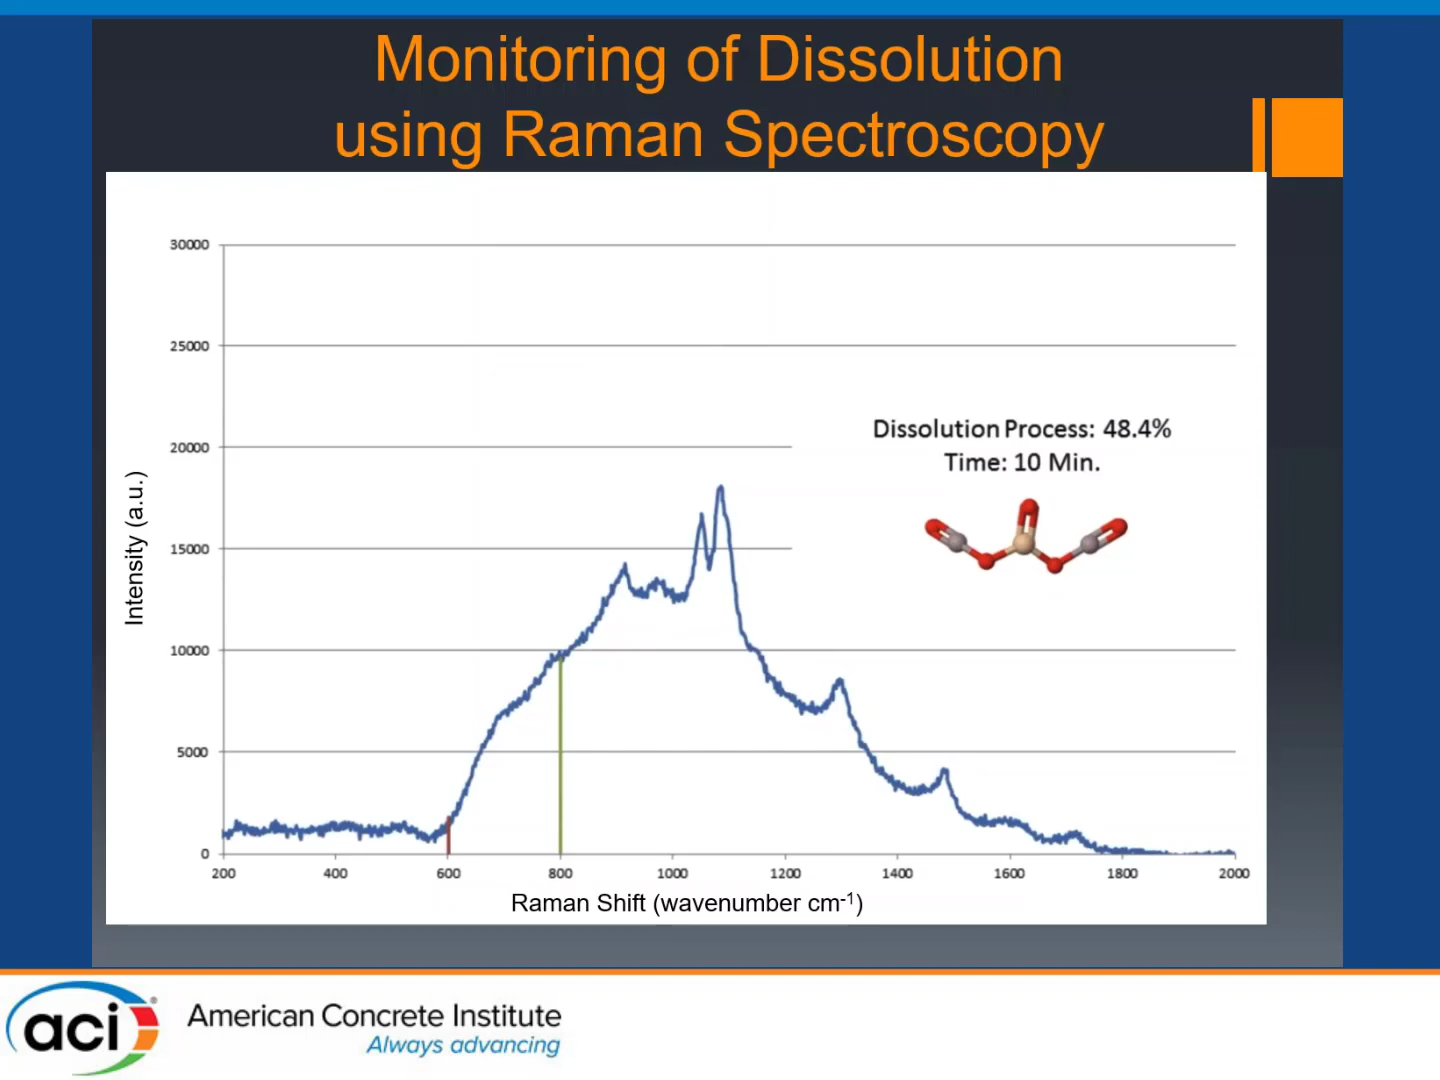 Monitoring of Dissolution
using Raman Spectroscopy
30000
25000
20000
15000
10000
5000
0
Intensity (a.u.)
Dissolution Process: 48.4%
Time: 10 Min.
200 400 600 800 1000 1200 1400 1600 1800 2000
Raman Shift (wavenumber cm-1)
aci®
American Concrete Institute
Always advancing